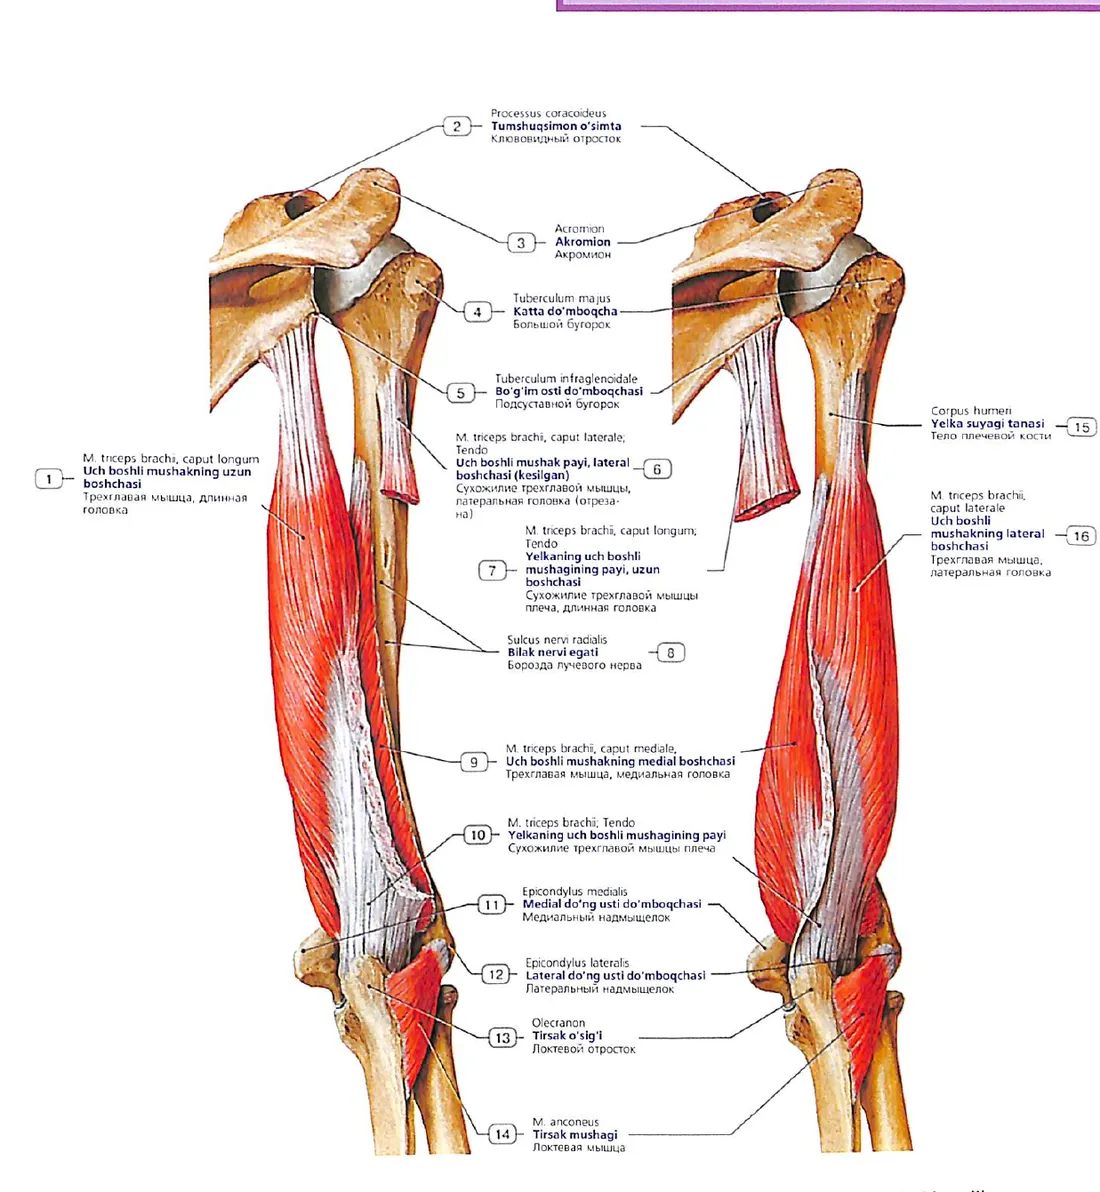 Processus coracoideus
2 Tumshuqsimon o'simta
Клювовидный отросток
Acromion
3 Akromion
Акромион
Tuberculum majus
4 Katta do'mboqcha
Большой бугорок
Tuberculum infraglenoidale
5 Bo'g'im osti do'mboqchasi
Подсуставной бугорок
M. triceps brachi, caput longum
1 Uch boshli mushakning uzun
boshchasi
Трехглавая мышца, длинная
головка
M. triceps brachii, caput laterale;
Tendo
Uch boshli mushak payi, lateral 6
boshchasi (kesilgan)
Сухожилие трехглавой мышцы,
латеральная головка (отреза-
на)
M. triceps brachii, caput longum;
Tendo
Yelkaning uch boshli
7 mushagining payi, uzun
boshchasi
Сухожилие трехглавой мышцы
плеча, длинная головка
Sulcus nervi radialis
Bilak nervi egati 8
Борозда лучевого нерва
M. triceps brachii, caput mediale,
9 Uch boshli mushakning medial boshchasi
Трехглавая мышца, медиальная головка
M. triceps brachii; Tendo
10 Yelkaning uch boshli mushagining payi
Сухожилие трехглавой мышцы плеча
Epicondylus medialis
11 Medial do'ng usti do'mboqchasi
Медиальный надмыщелок
Epicondylus lateralis
12 Lateral do'ng usti do'mboqchasi
Латеральный надмыщелок
Olecranon
13 Tirsak o'sig'i
Локтевой отросток
M. anconeus
14 Tirsak mushagi
Локтевая мышца
Corpus humeri
Yelka suyagi tanasi 15
Тело плечевой кости
M. triceps brachii,
caput laterale
Uch boshli
mushakning lateral 16
boshchasi
Трехглавая мышца,
латеральная головка